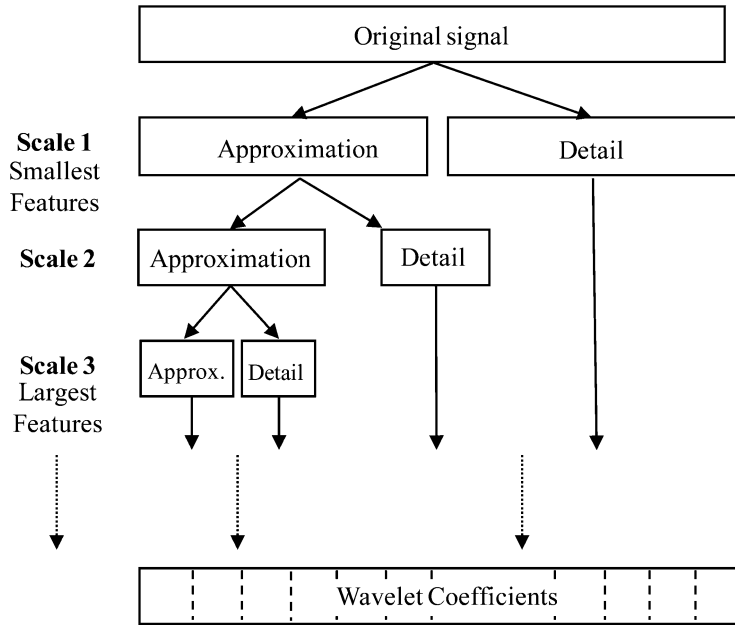 Original signal
Scale 1
Smallest
Features
Approximation
Detail
Scale 2
Approximation
Detail
Scale 3
Largest
Features
Approx.
Detail
Wavelet Coefficients